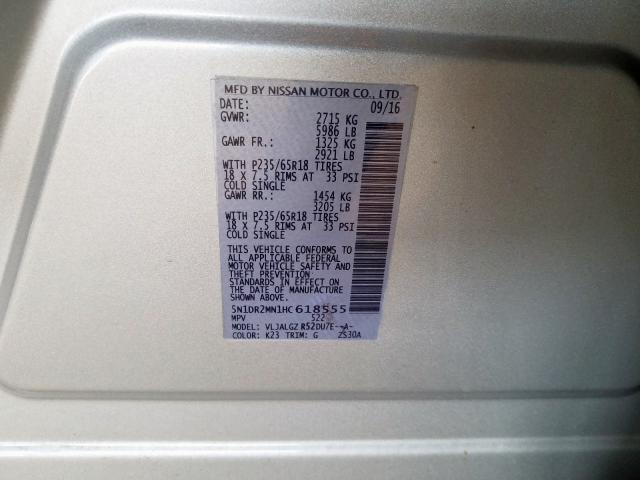 MFD BY NISSAN MOTOR CO., LTD.
DATE: 09/16
GVWR: 2715 KG
5986 LB
GAWR FR.: 1325 KG
2921 LB
WITH P235/65R18 TIRES
18 X 7.5 RIMS AT 33 PSI
COLD SINGLE
GAWR RR.: 1454 KG
3205 LB
WITH P235/65R18 TIRES
18 X 7.5 RIMS AT 33 PSI
COLD SINGLE
THIS VEHICLE CONFORMS TO
ALL APPLICABLE FEDERAL
MOTOR VEHICLE SAFETY AND
THEFT PREVENTION
STANDARDS IN EFFECT ON
THE DATE OF MANUFACTURE
SHOWN ABOVE.
5N1DR2MN1HC618555
MPV 522
MODEL: VLJALGZ R52DU7E--A-
COLOR: K23 TRIM: G ZS30A